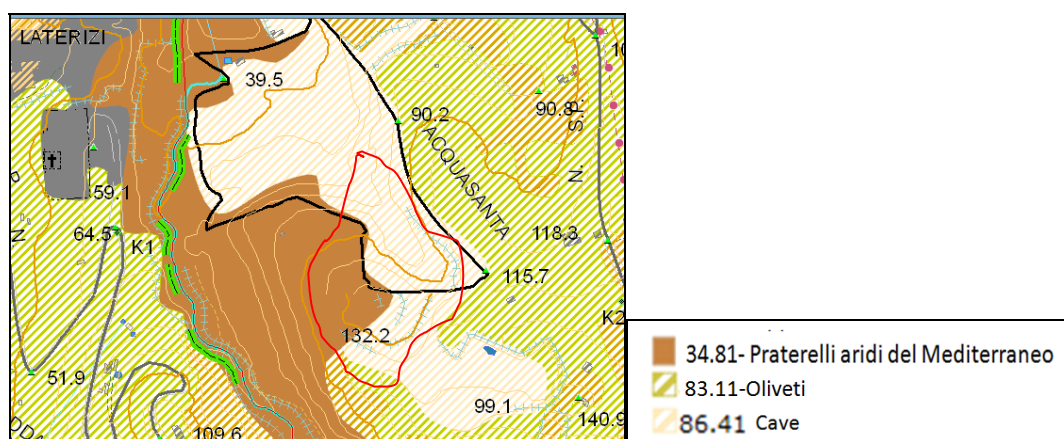 LATERIZI
39.5
90.2
90.8
S.P.
N.
ACQUASANTA
59.1
64.5
K1
118.3
115.7
K2
132.2
51.9
99.1
140.9
109.6
34.81- Praterelli aridi del Mediterraneo
83.11-Oliveti
86.41 Cave